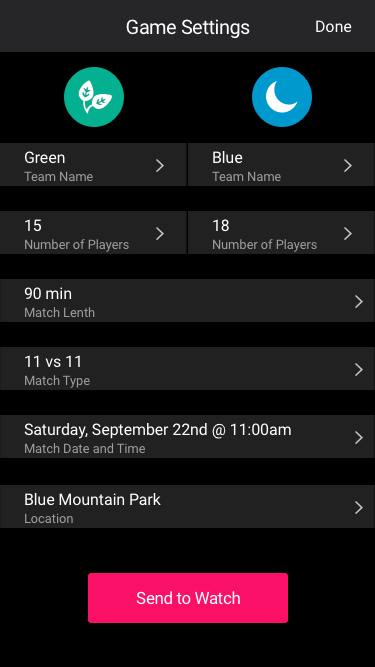 Game Settings
Done
Green
Team Name
Blue
Team Name
15
Number of Players
18
Number of Players
90 min
Match Lenth
11 vs 11
Match Type
Saturday, September 22nd @ 11:00am
Match Date and Time
Blue Mountain Park
Location
Send to Watch